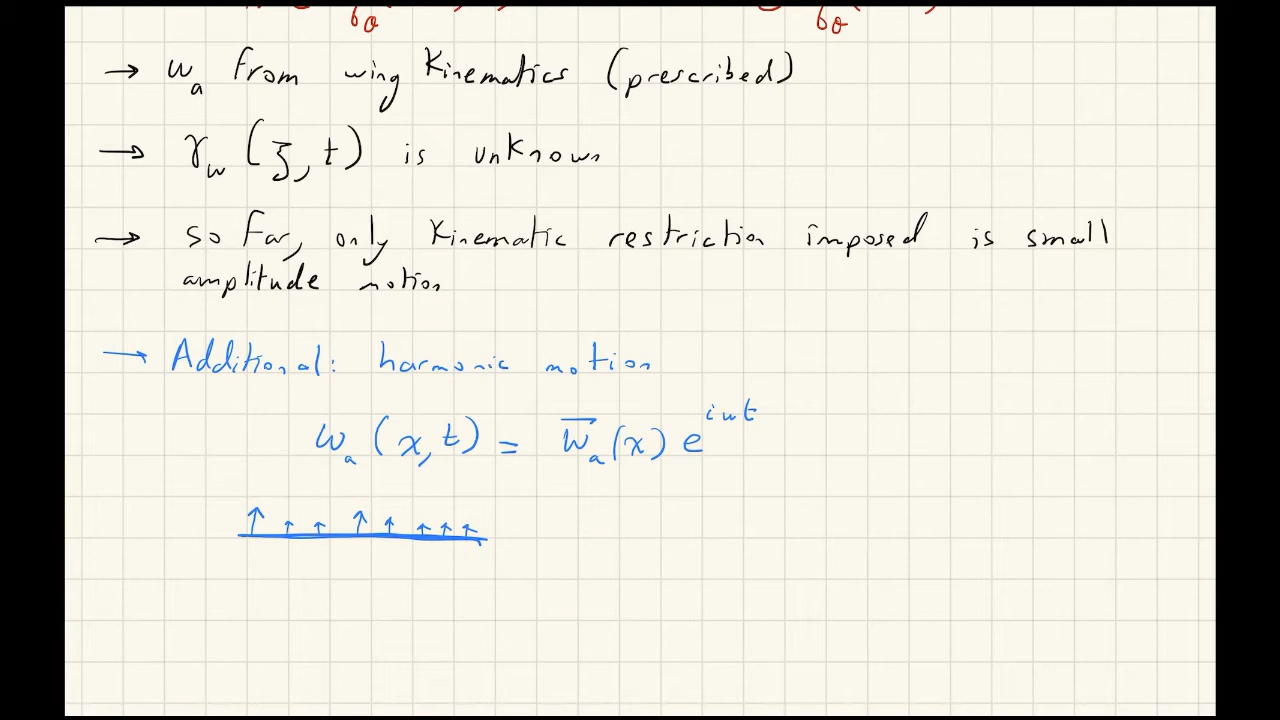 → w_a from wing Kinematics (prescribed)
→ γ_w (ξ, t) is unknown
→ so far, only Kinematic restriction imposed is small
amplitude motion
→ Additional: harmonic motion
w_a (x, t) = w̅_a (x) e^{iωt}